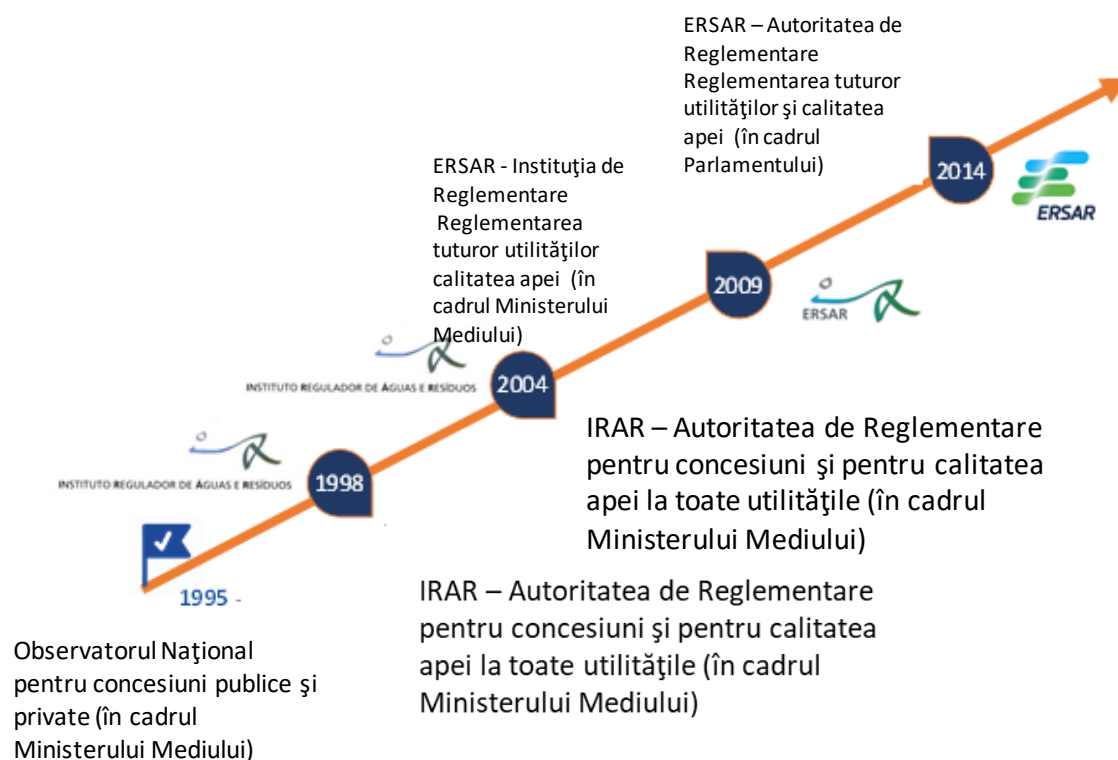 ERSAR – Autoritatea de
Reglementare
Reglementarea tuturor
utilităţilor şi calitatea
apei (în cadrul
Parlamentului)
2014
ERSAR
ERSAR - Instituţia de
Reglementare
Reglementarea
tuturor utilităţilor
calitatea apei (în
cadrul Ministerului
Mediului)
2009
ERSAR
INSTITUTO REGULADOR DE ÁGUAS E RESÍDUOS
2004
IRAR – Autoritatea de Reglementare
pentru concesiuni şi pentru calitatea
apei la toate utilităţile (în cadrul
Ministerului Mediului)
INSTITUTO REGULADOR DE ÁGUAS E RESÍDUOS
1998
IRAR – Autoritatea de Reglementare
pentru concesiuni şi pentru calitatea
apei la toate utilităţile (în cadrul
Ministerului Mediului)
1995 -
Observatorul Naţional
pentru concesiuni publice şi
private (în cadrul
Ministerului Mediului)